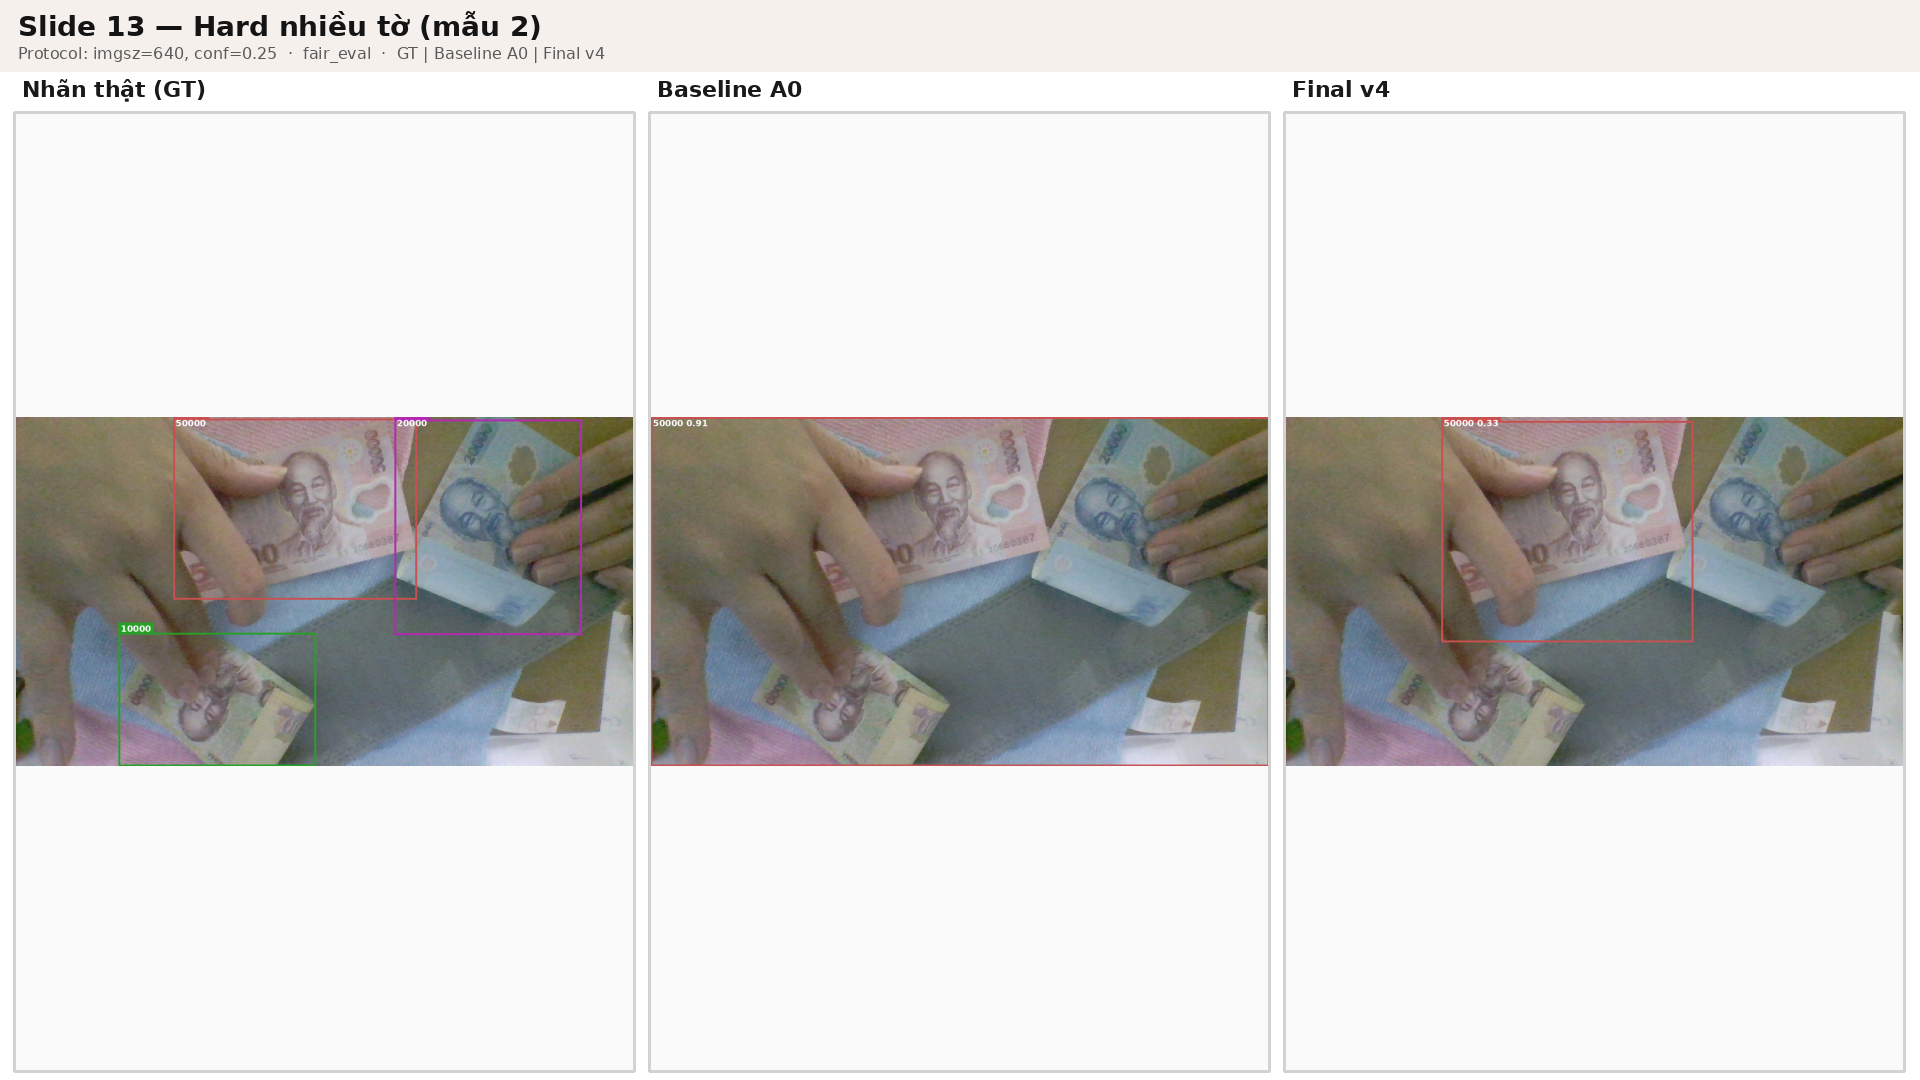 Slide 13 — Hard nhiều tờ (mẫu 2)
Protocol: imgsz=640, conf=0.25 · fair_eval · GT | Baseline A0 | Final v4
Nhãn thật (GT)
Baseline A0
Final v4
50000
20000
10000
50000 0.91
50000 0.33